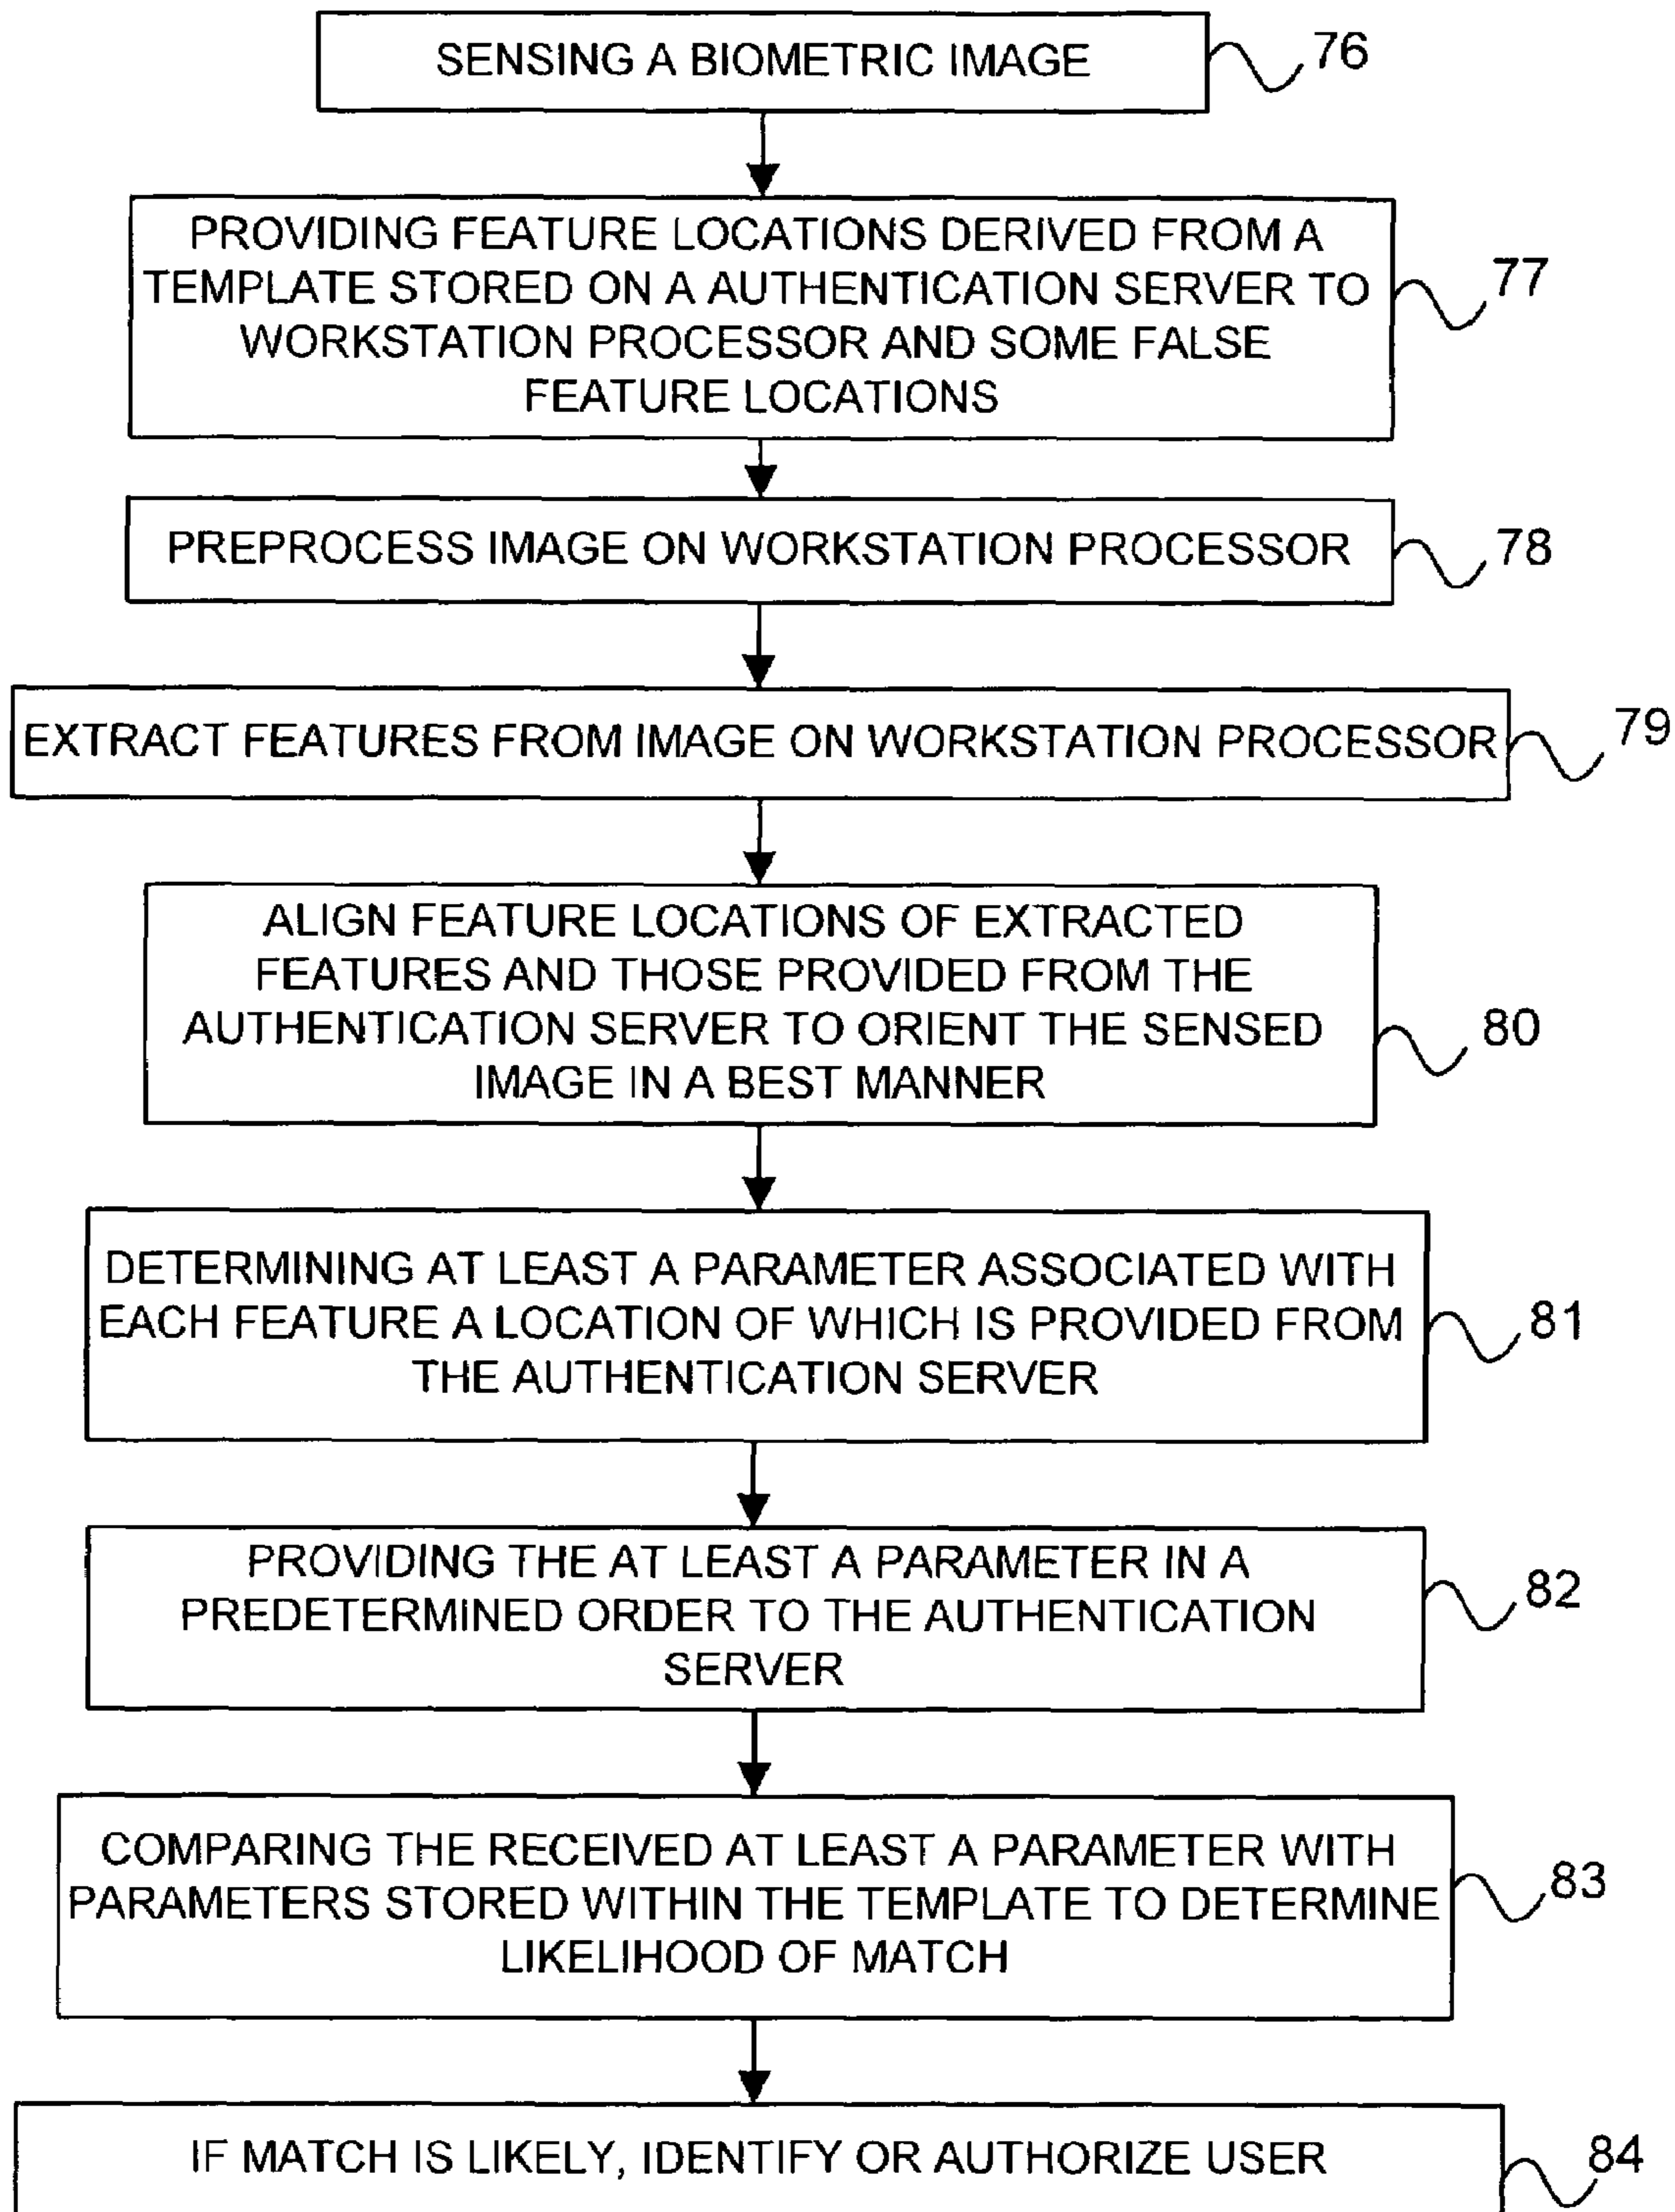 SENSING A BIOMETRIC IMAGE
76
PROVIDING FEATURE LOCATIONS DERIVED FROM A
TEMPLATE STORED ON A AUTHENTICATION SERVER TO
WORKSTATION PROCESSOR AND SOME FALSE
FEATURE LOCATIONS
77
PREPROCESS IMAGE ON WORKSTATION PROCESSOR
78
EXTRACT FEATURES FROM IMAGE ON WORKSTATION PROCESSOR
79
ALIGN FEATURE LOCATIONS OF EXTRACTED
FEATURES AND THOSE PROVIDED FROM THE
AUTHENTICATION SERVER TO ORIENT THE SENSED
IMAGE IN A BEST MANNER
80
DETERMINING AT LEAST A PARAMETER ASSOCIATED WITH
EACH FEATURE A LOCATION OF WHICH IS PROVIDED FROM
THE AUTHENTICATION SERVER
81
PROVIDING THE AT LEAST A PARAMETER IN A
PREDETERMINED ORDER TO THE AUTHENTICATION
SERVER
82
COMPARING THE RECEIVED AT LEAST A PARAMETER WITH
PARAMETERS STORED WITHIN THE TEMPLATE TO DETERMINE
LIKELIHOOD OF MATCH
83
IF MATCH IS LIKELY, IDENTIFY OR AUTHORIZE USER
84